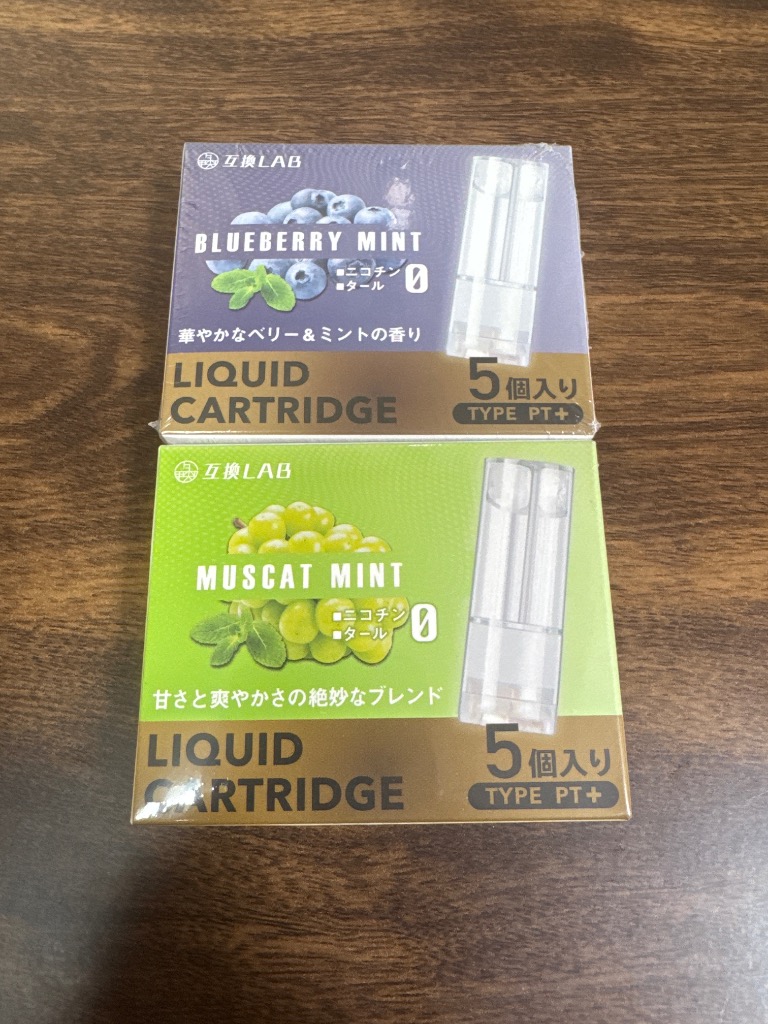 互換LAB
BLUEBERRY MINT
■ニコチン
■タール 0
華やかなベリー&ミントの香り
LIQUID
CARTRIDGE
5個入り
TYPE PT+
互換LAB
MUSCAT MINT
■ニコチン
■タール 0
甘さと爽やかさの絶妙なブレンド
LIQUID
CARTRIDGE
5個入り
TYPE PT+